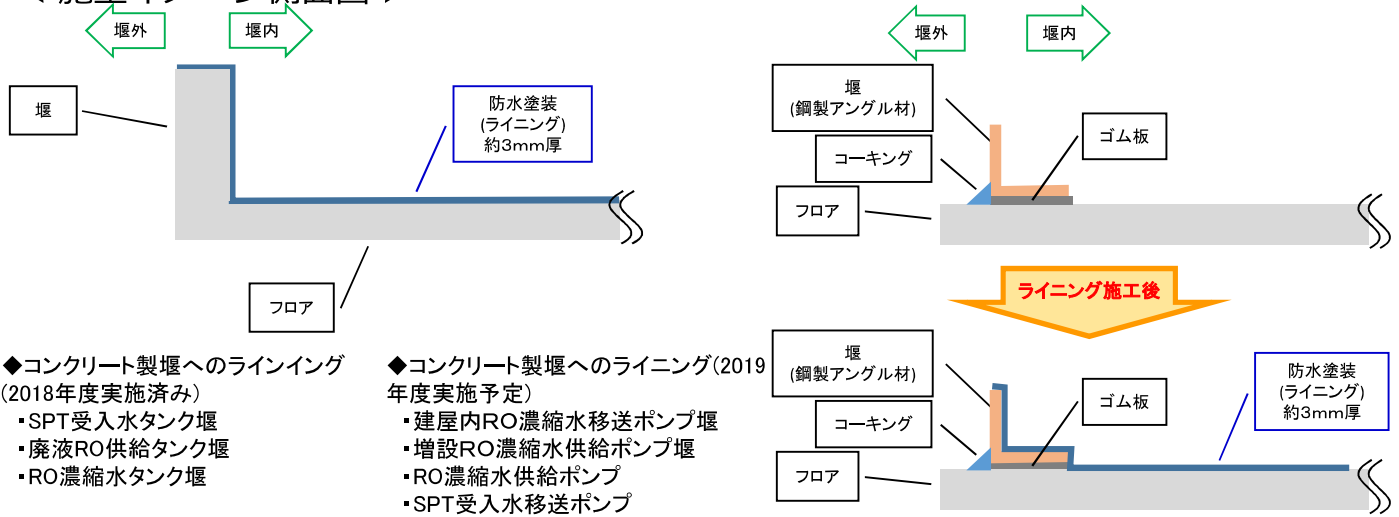 堰外
堰内
堰
防水塗装
(ライニング)
約3mm厚
フロア
◆コンクリート製堰へのラインイング
(2018年度実施済み)
・SPT受入水タンク堰
・廃液RO供給タンク堰
・RO濃縮水タンク堰
◆コンクリート製堰へのライニング(2019
年度実施予定)
・建屋内RO濃縮水移送ポンプ堰
・増設RO濃縮水供給ポンプ堰
・RO濃縮水供給ポンプ
・SPT受入水移送ポンプ
堰外
堰内
堰
(鋼製アングル材)
ゴム板
コーキング
フロア
ライニング施工後
堰
(鋼製アングル材)
ゴム板
コーキング
フロア
防水塗装
(ライニング)
約3mm厚